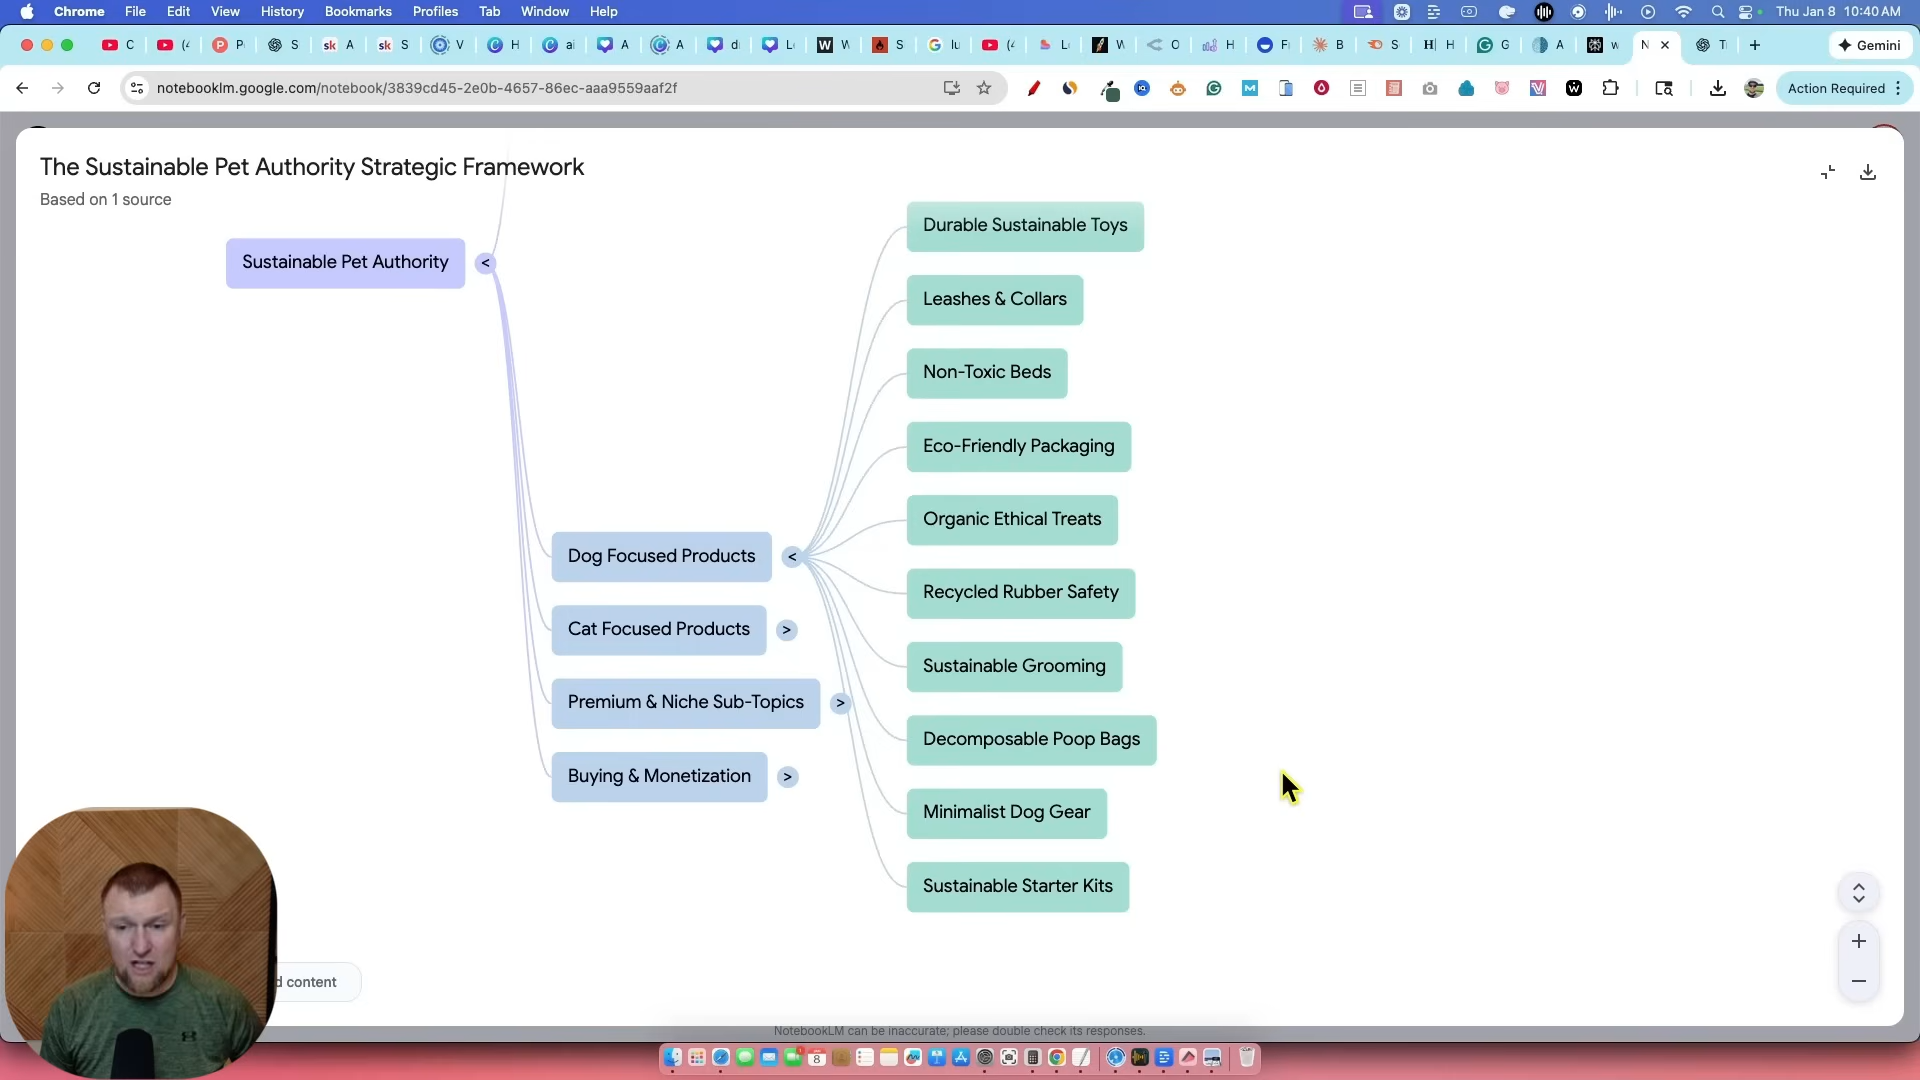 Chrome File Edit View History Bookmarks Profiles Tab Window Help Thu Jan 8 10:40 AM
Gemini
notebooklm.google.com/notebook/3839cd45-2e0b-4657-86ec-aaa9559aaf2f Action Required
The Sustainable Pet Authority Strategic Framework
Based on 1 source
Sustainable Pet Authority <
Durable Sustainable Toys
Leashes & Collars
Non-Toxic Beds
Eco-Friendly Packaging
Organic Ethical Treats
Dog Focused Products <
Recycled Rubber Safety
Cat Focused Products >
Sustainable Grooming
Premium & Niche Sub-Topics >
Decomposable Poop Bags
Buying & Monetization >
Minimalist Dog Gear
Sustainable Starter Kits
content
NotebookLM can be inaccurate; please double check its responses.